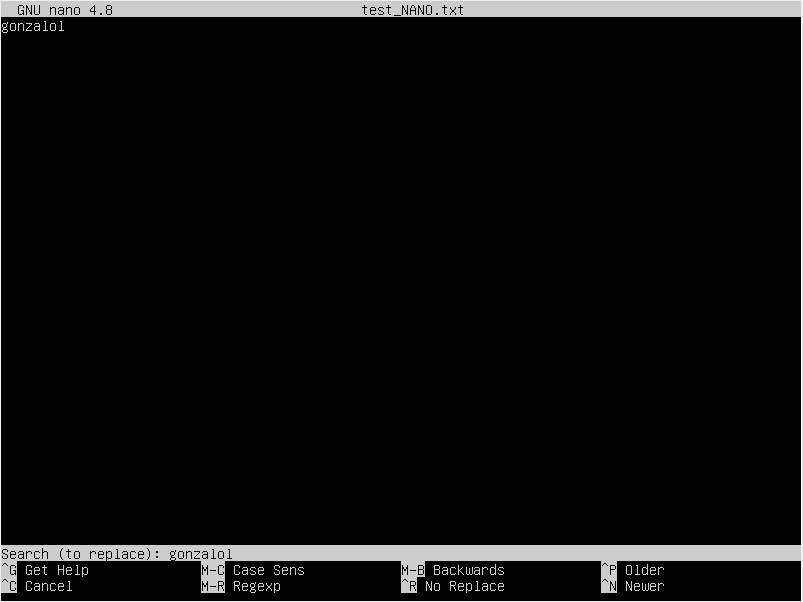 GNU nano 4.8 test_NANO.txt
gonzalol
Search (to replace): gonzalol
^G Get Help M-C Case Sens M-B Backwards ^P Older
^C Cancel M-R Regexp ^R No Replace ^N Newer